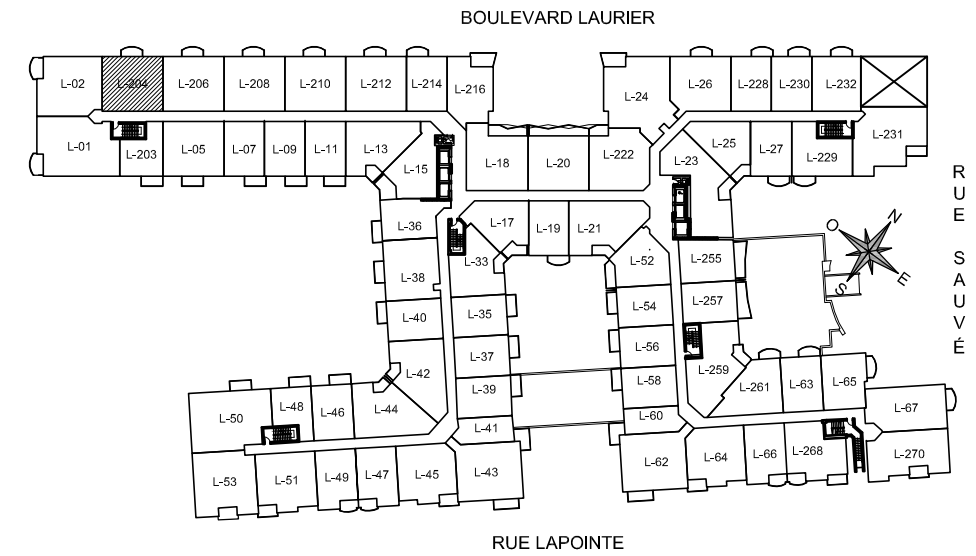 BOULEVARD LAURIER
L-02 L-204 L-206 L-208 L-210 L-212 L-214 L-216 L-24 L-26 L-228 L-230 L-232
L-01 L-203 L-05 L-07 L-09 L-11 L-13 L-15 L-18 L-20 L-222 L-23 L-25 L-27 L-229 L-231
L-36 L-17 L-19 L-21
L-33 L-52 L-255
L-38
L-54 L-257
L-40 L-35
L-56
L-42 L-37
L-58 L-259 L-261 L-63 L-65
L-39
L-50 L-48 L-46 L-44 L-41 L-60 L-67
L-53 L-51 L-49 L-47 L-45 L-43 L-62 L-64 L-66 L-268 L-270
N
O
E
S
RUE SAUVÉ
RUE LAPOINTE